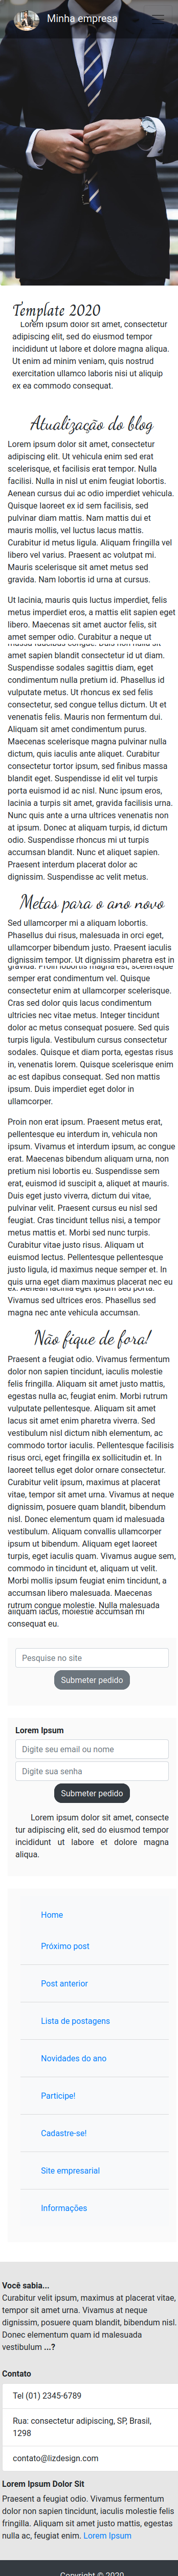 Minha empresa
Template 2020
Lorem ipsum dolor sit amet, consectetur
adipiscing elit, sed do eiusmod tempor
incididunt ut labore et dolore magna aliqua.
Ut enim ad minim veniam, quis nostrud
exercitation ullamco laboris nisi ut aliquip
ex ea commodo consequat.
Atualização do blog
Lorem ipsum dolor sit amet, consectetur
adipiscing elit. Ut vehicula enim sed erat
scelerisque, et facilisis erat tempor. Nulla
facilisi. Nulla in nisl ut enim feugiat lobortis.
Aenean cursus dui ac odio imperdiet vehicula.
Quisque laoreet ex id sem facilisis, sed
pulvinar diam mattis. Nam mattis dui et
mauris mollis, vel luctus lacus mattis.
Curabitur id metus ligula. Aliquam fringilla vel
libero vel varius. Praesent ac volutpat mi.
Mauris scelerisque sit amet metus sed
gravida. Nam lobortis id urna at cursus.
Ut lacinia, mauris quis luctus imperdiet, felis
metus imperdiet eros, a mattis elit sapien eget
libero. Maecenas sit amet auctor felis, sit
amet semper odio. Curabitur a neque ut
amet sapien blandit consectetur id ut diam.
Suspendisse sodales sagittis diam, eget
condimentum nulla pretium id. Phasellus id
vulputate metus. Ut rhoncus ex sed felis
consectetur, sed congue tellus dictum. Ut et
venenatis felis. Mauris non fermentum dui.
Aliquam sit amet condimentum purus.
Maecenas scelerisque magna pulvinar nulla
dictum, quis iaculis ante aliquet. Curabitur
consectetur tortor ipsum, sed finibus massa
blandit eget. Suspendisse id elit vel turpis
porta euismod id ac nisl. Nunc ipsum eros,
lacinia a turpis sit amet, gravida facilisis urna.
Nunc quis ante a urna ultrices venenatis non
at ipsum. Donec at aliquam turpis, id dictum
odio. Suspendisse rhoncus mi ut turpis
accumsan blandit. Nunc et aliquet sapien.
Praesent interdum placerat dolor ac
dignissim. Suspendisse ac velit metus.
Metas para o ano novo
Sed ullamcorper mi a aliquam lobortis.
Phasellus dui risus, malesuada in orci eget,
ullamcorper bibendum justo. Praesent iaculis
dignissim tempor. Ut dignissim pharetra est in
gravida. Proin lobortis magna est, scelerisque
semper erat condimentum vel. Quisque
consectetur enim at ullamcorper scelerisque.
Cras sed dolor quis lacus condimentum
ultricies nec vitae metus. Integer tincidunt
dolor ac metus consequat posuere. Sed quis
turpis ligula. Vestibulum cursus consectetur
sodales. Quisque et diam porta, egestas risus
in, venenatis lorem. Quisque scelerisque enim
ac est dapibus consequat. Sed non mattis
ipsum. Duis imperdiet eget dolor in
ullamcorper.
Proin non erat ipsum. Praesent metus erat,
pellentesque eu interdum in, vehicula non
ipsum. Vivamus et interdum ipsum, ac congue
erat. Maecenas bibendum aliquam urna, non
pretium nisi lobortis eu. Suspendisse sem
erat, euismod id suscipit a, aliquet at mauris.
Duis eget justo viverra, dictum dui vitae,
pulvinar velit. Praesent cursus eu nisl sed
feugiat. Cras tincidunt tellus nisi, a tempor
metus mattis et. Morbi sed nunc turpis.
Curabitur vitae justo risus. Aliquam ut
euismod lectus. Pellentesque pellentesque
justo ligula, id maximus neque semper et. In
quis urna eget diam maximus placerat nec eu
ex. Aenean lacinia eget ipsum sed porta.
Vivamus sed ultrices eros. Phasellus sed
magna nec ante vehicula accumsan.
Não fique de fora!
Praesent a feugiat odio. Vivamus fermentum
dolor non sapien tincidunt, iaculis molestie
felis fringilla. Aliquam sit amet justo mattis,
egestas nulla ac, feugiat enim. Morbi rutrum
vulputate pellentesque. Aliquam sit amet
lacus sit amet enim pharetra viverra. Sed
vestibulum nisl dictum nibh elementum, ac
commodo tortor iaculis. Pellentesque facilisis
risus orci, eget fringilla ex sollicitudin et. In
laoreet tellus eget dolor ornare consectetur.
Curabitur velit ipsum, maximus at placerat
vitae, tempor sit amet urna. Vivamus at neque
dignissim, posuere quam blandit, bibendum
nisl. Donec elementum quam id malesuada
vestibulum. Aliquam convallis ullamcorper
ipsum ut bibendum. Aliquam eget laoreet
turpis, eget iaculis quam. Vivamus augue sem,
commodo in tincidunt et, aliquam ut velit.
Morbi mollis ipsum feugiat enim tincidunt, a
accumsan libero malesuada. Maecenas
rutrum congue molestie. Nulla malesuada
aliquam lacus, molestie accumsan mi
consequat eu.
Pesquise no site
Submeter pedido
Lorem Ipsum
Digite seu email ou nome
Digite sua senha
Submeter pedido
Lorem ipsum dolor sit amet, consecte
tur adipiscing elit, sed do eiusmod tempor
incididunt ut labore et dolore magna
aliqua.
Home
Próximo post
Post anterior
Lista de postagens
Novidades do ano
Participe!
Cadastre-se!
Site empresarial
Informações
Você sabia...
Curabitur velit ipsum, maximus at placerat vitae,
tempor sit amet urna. Vivamus at neque
dignissim, posuere quam blandit, bibendum nisl.
Donec elementum quam id malesuada
vestibulum ...?
Contato
Tel (01) 2345-6789
Rua: consectetur adipiscing, SP, Brasil,
1298
contato@lizdesign.com
Lorem Ipsum Dolor Sit
Praesent a feugiat odio. Vivamus fermentum
dolor non sapien tincidunt, iaculis molestie felis
fringilla. Aliquam sit amet justo mattis, egestas
nulla ac, feugiat enim. Lorem Ipsum
Copyright © 2020